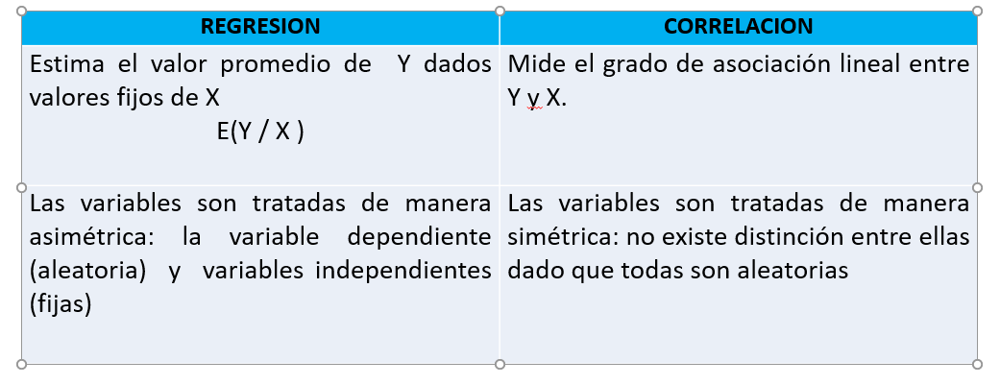 REGRESION
CORRELACION
Estima el valor promedio de Y dados
valores fijos de X
E(Y / X )
Mide el grado de asociación lineal entre
Y y X.
Las variables son tratadas de manera
asimétrica: la variable dependiente
(aleatoria) y variables independientes
(fijas)
Las variables son tratadas de manera
simétrica: no existe distinción entre ellas
dado que todas son aleatorias